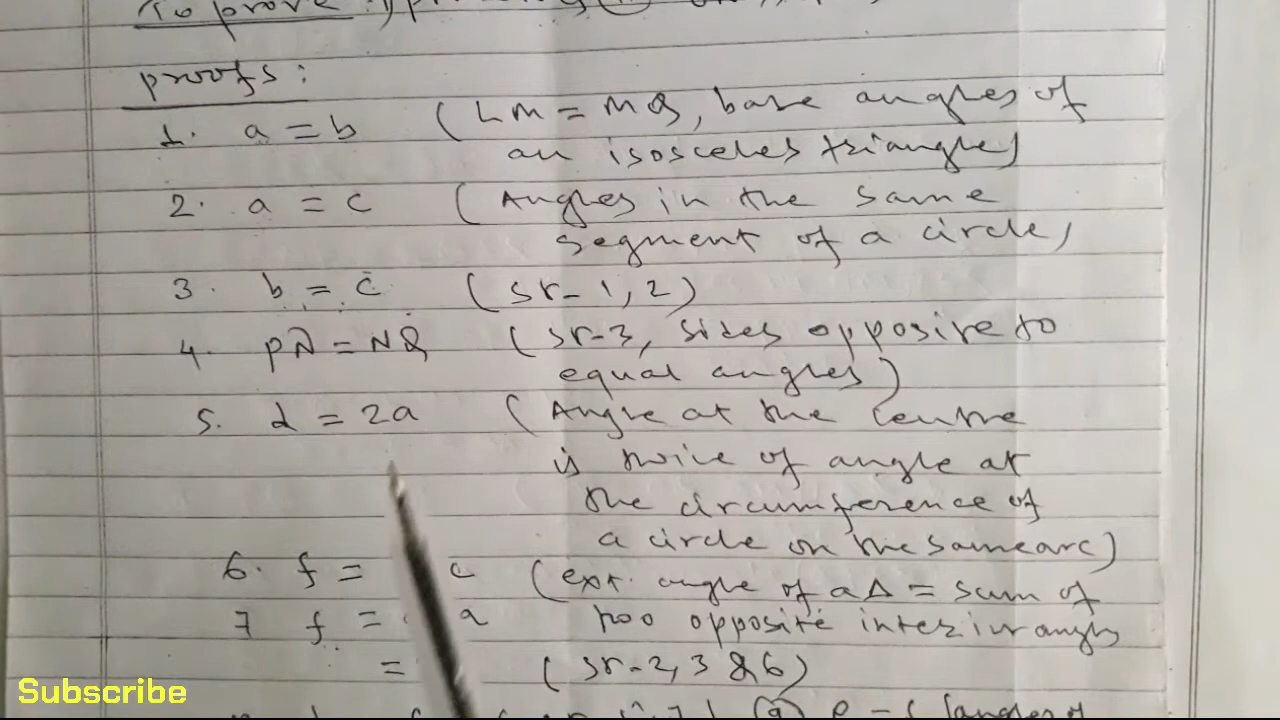 To prove :
proofs :
1. a = b (LM = MQ, base angles of
an isosceles triangle)
2. a = c (Angles in the same
segment of a circle)
3. b = c (sr-1,2)
4. PN = NQ (sr-3, sides opposite to
equal angles)
5. d = 2a (Angle at the centre
is twice of angle at
the circumference of
a circle on the same arc)
6. f = c (ext. angle of a Δ = sum of
7 f = a two opposite interior angles
= (sr-2,3 & 6)
Subscribe